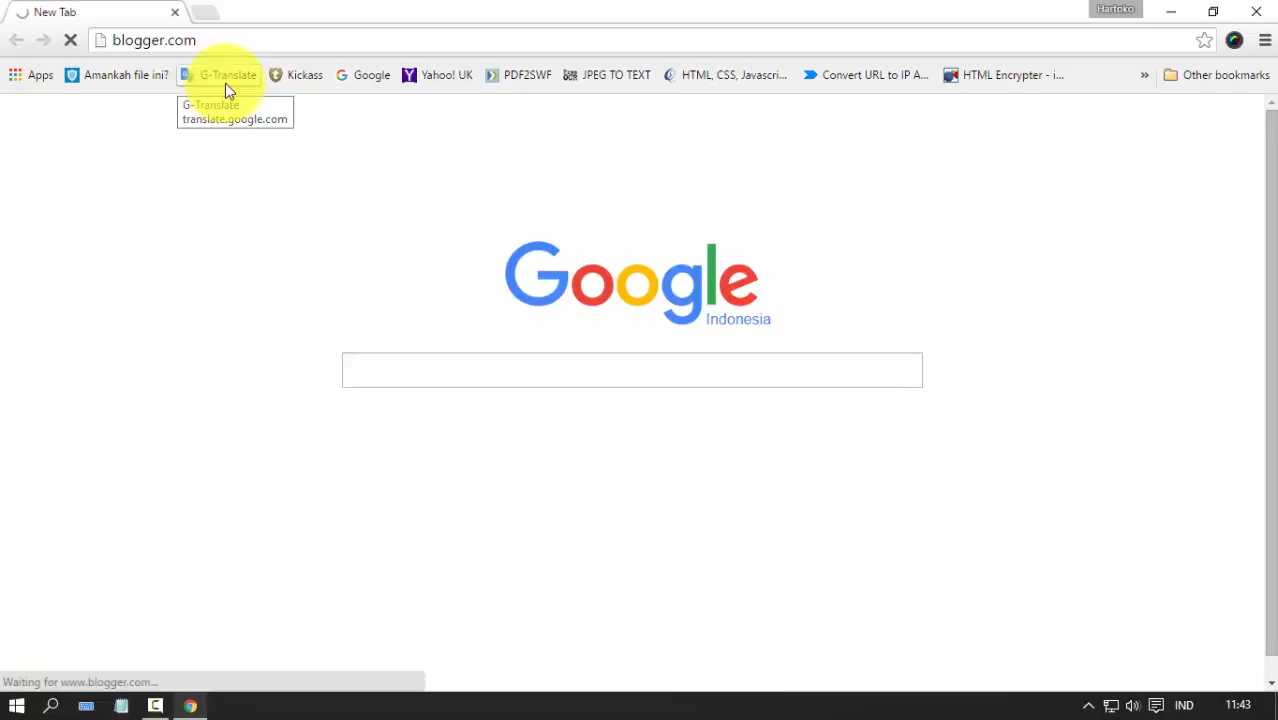 New Tab
Hartoko
blogger.com
Apps
Amankah file ini?
G-Translate
Kickass
Google
Yahoo! UK
PDF2SWF
JPEG TO TEXT
HTML, CSS, Javascri...
Convert URL to IP A...
HTML Encrypter - i...
»
Other bookmarks
G-Translate
translate.google.com
Google
Indonesia
Waiting for www.blogger.com...
IND
11:43